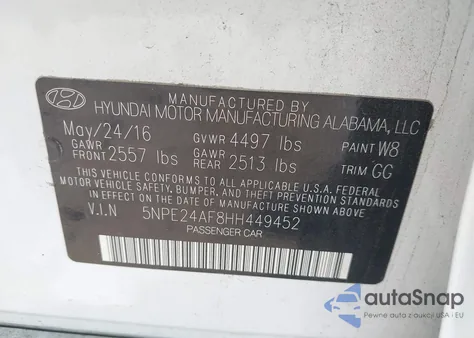 MANUFACTURED BY
HYUNDAI MOTOR MANUFACTURING ALABAMA, LLC
May/24/16 GVWR 4497 lbs PAINT W8
GAWR FRONT 2557 lbs GAWR REAR 2513 lbs TRIM GG
THIS VEHICLE CONFORMS TO ALL APPLICABLE U.S.A. FEDERAL
MOTOR VEHICLE SAFETY, BUMPER, AND THEFT PREVENTION STANDARDS
IN EFFECT ON THE DATE OF MANUFACTURE SHOWN ABOVE.
V.I.N 5NPE24AF8HH449452
PASSENGER CAR
autoSnap
Pewne auta z aukcji USA i EU